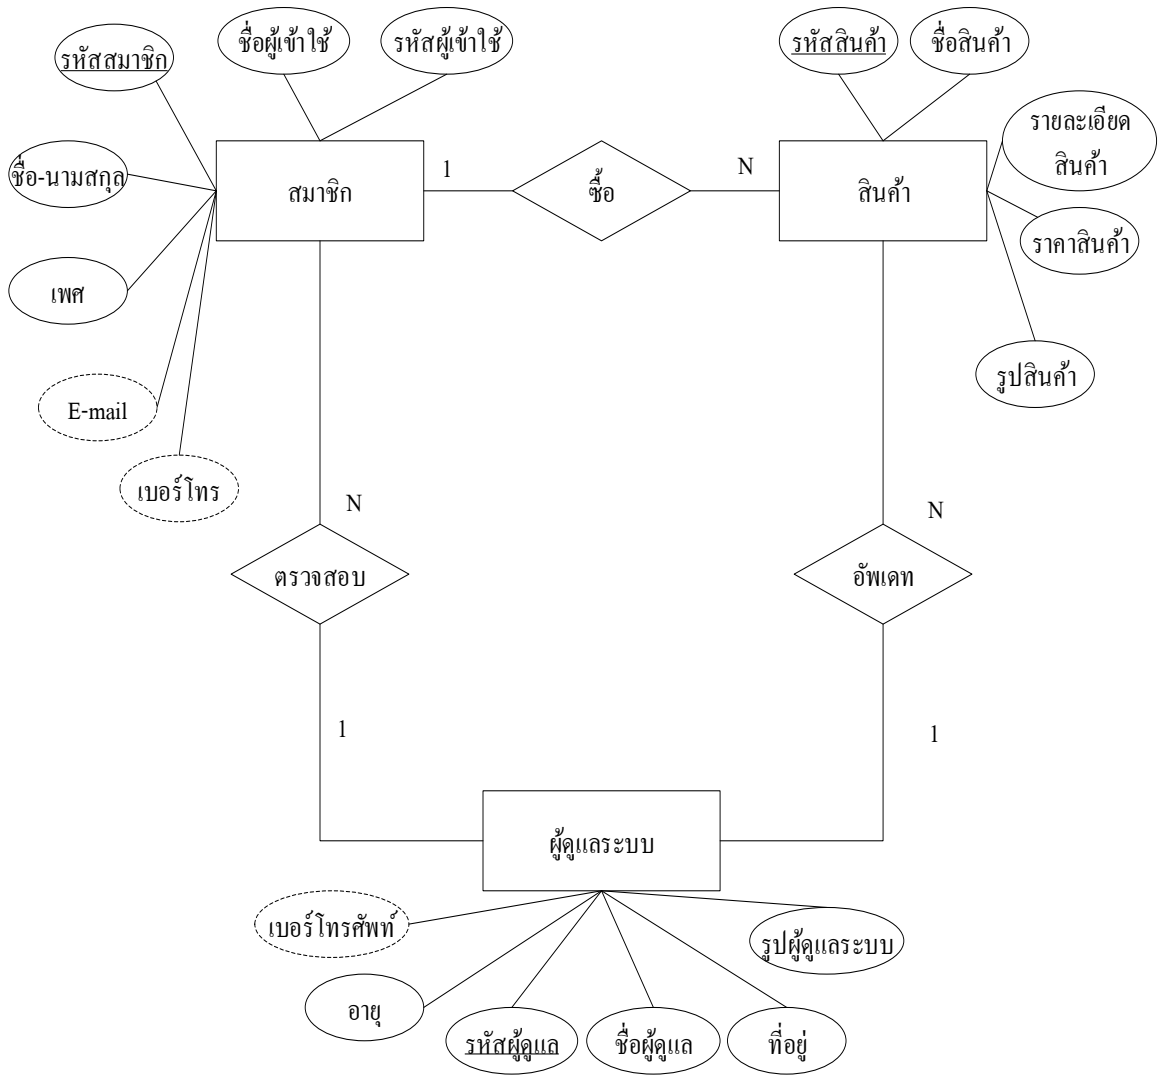 ชื่อผู้เข้าใช้
รหัสผู้เข้าใช้
รหัสสินค้า
ชื่อสินค้า
รหัสสมาชิก
รายละเอียด
สินค้า
ชื่อ-นามสกุล
สมาชิก
1
ซื้อ
N
สินค้า
ราคาสินค้า
เพศ
รูปสินค้า
E-mail
เบอร์โทร
N
N
ตรวจสอบ
อัพเดท
1
1
ผู้ดูแลระบบ
เบอร์โทรศัพท์
รูปผู้ดูแลระบบ
อายุ
รหัสผู้ดูแล
ชื่อผู้ดูแล
ที่อยู่